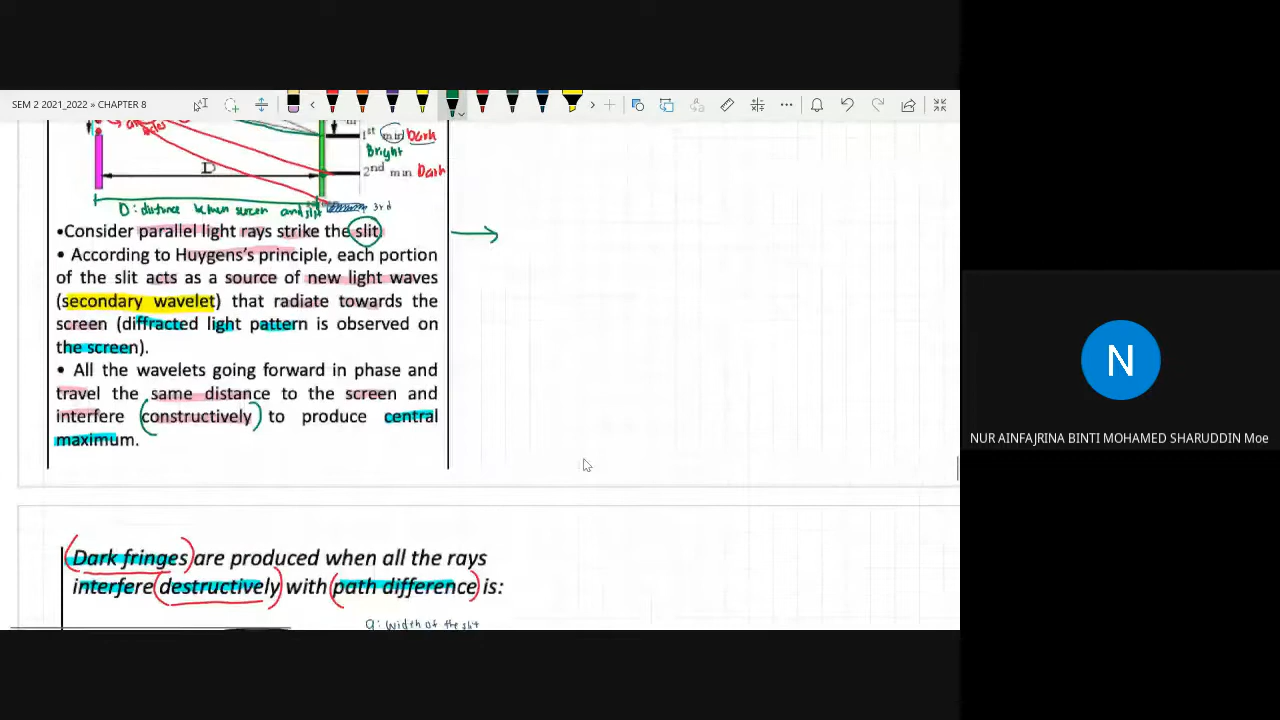 SEM 2 2021_2022 » CHAPTER 8
1st min Dark
Bright
D
2nd min Dark
D: distance between screen and slit
3rd
•Consider parallel light rays strike the slit.
• According to Huygens's principle, each portion
of the slit acts as a source of new light waves
(secondary wavelet) that radiate towards the
screen (diffracted light pattern is observed on
the screen).
• All the wavelets going forward in phase and
travel the same distance to the screen and
interfere constructively to produce central
maximum.
N
NUR AINFAJRINA BINTI MOHAMED SHARUDDIN Moe
Dark fringes are produced when all the rays
interfere destructively with path difference is:
a: width of the slit